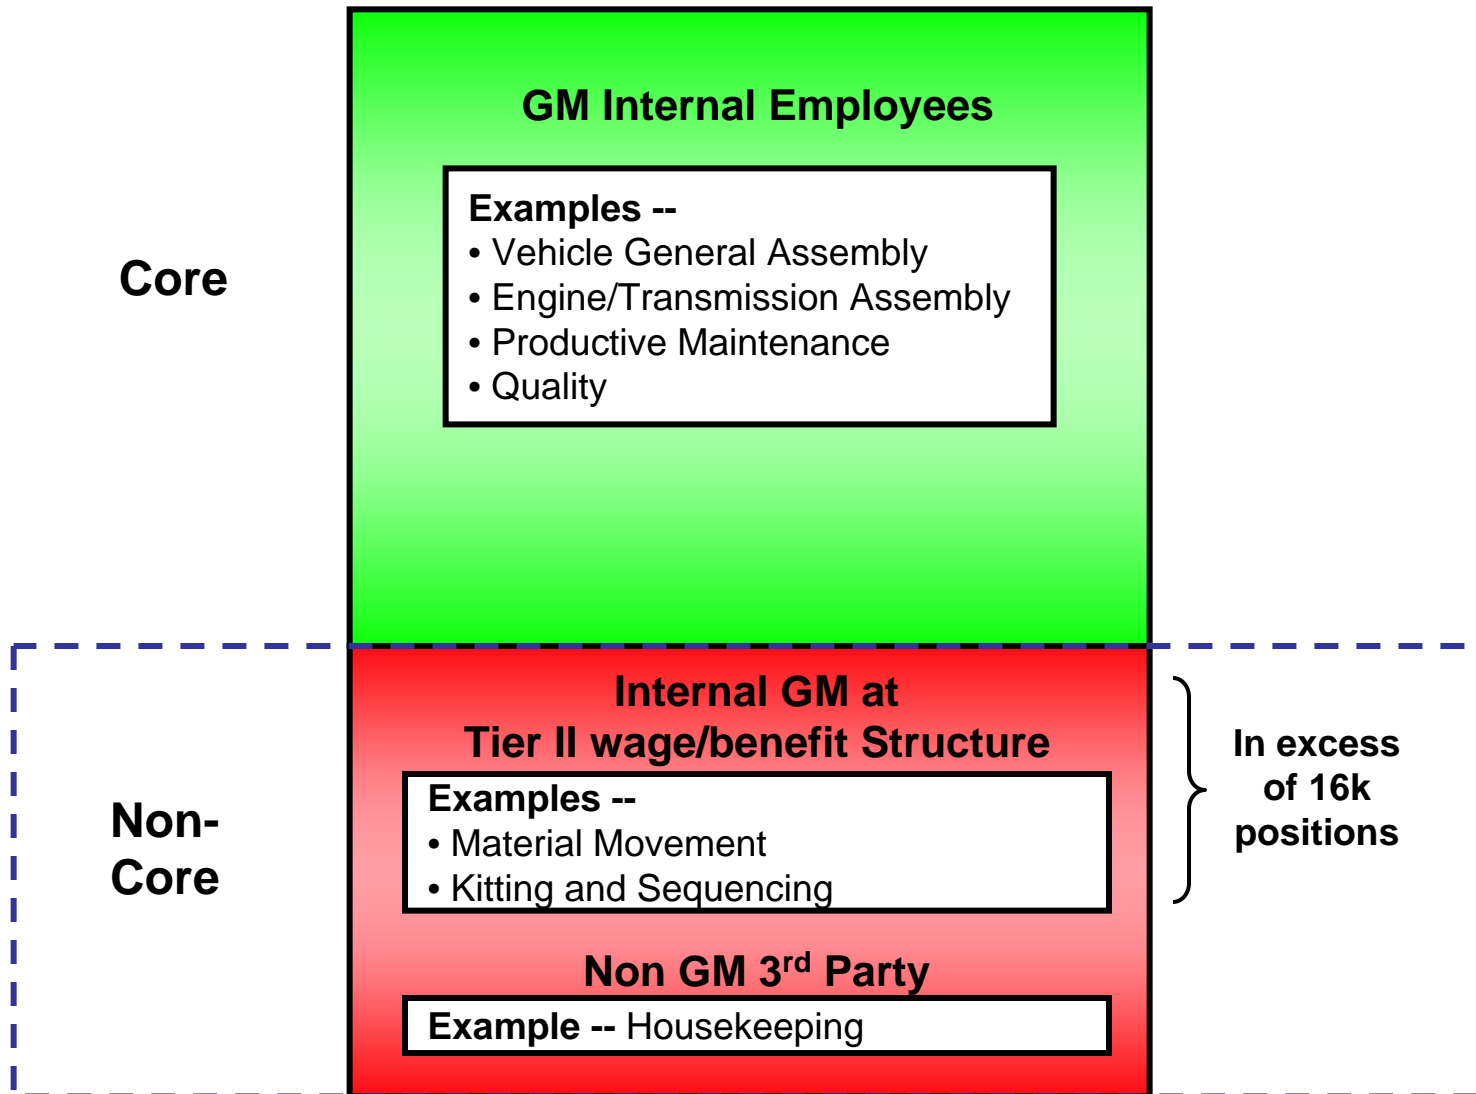 GM Internal Employees
Core
Examples --
• Vehicle General Assembly
• Engine/Transmission Assembly
• Productive Maintenance
• Quality
Non-
Core
Internal GM at
Tier II wage/benefit Structure
Examples --
• Material Movement
• Kitting and Sequencing
In excess
of 16k
positions
Non GM 3rd Party
Example -- Housekeeping